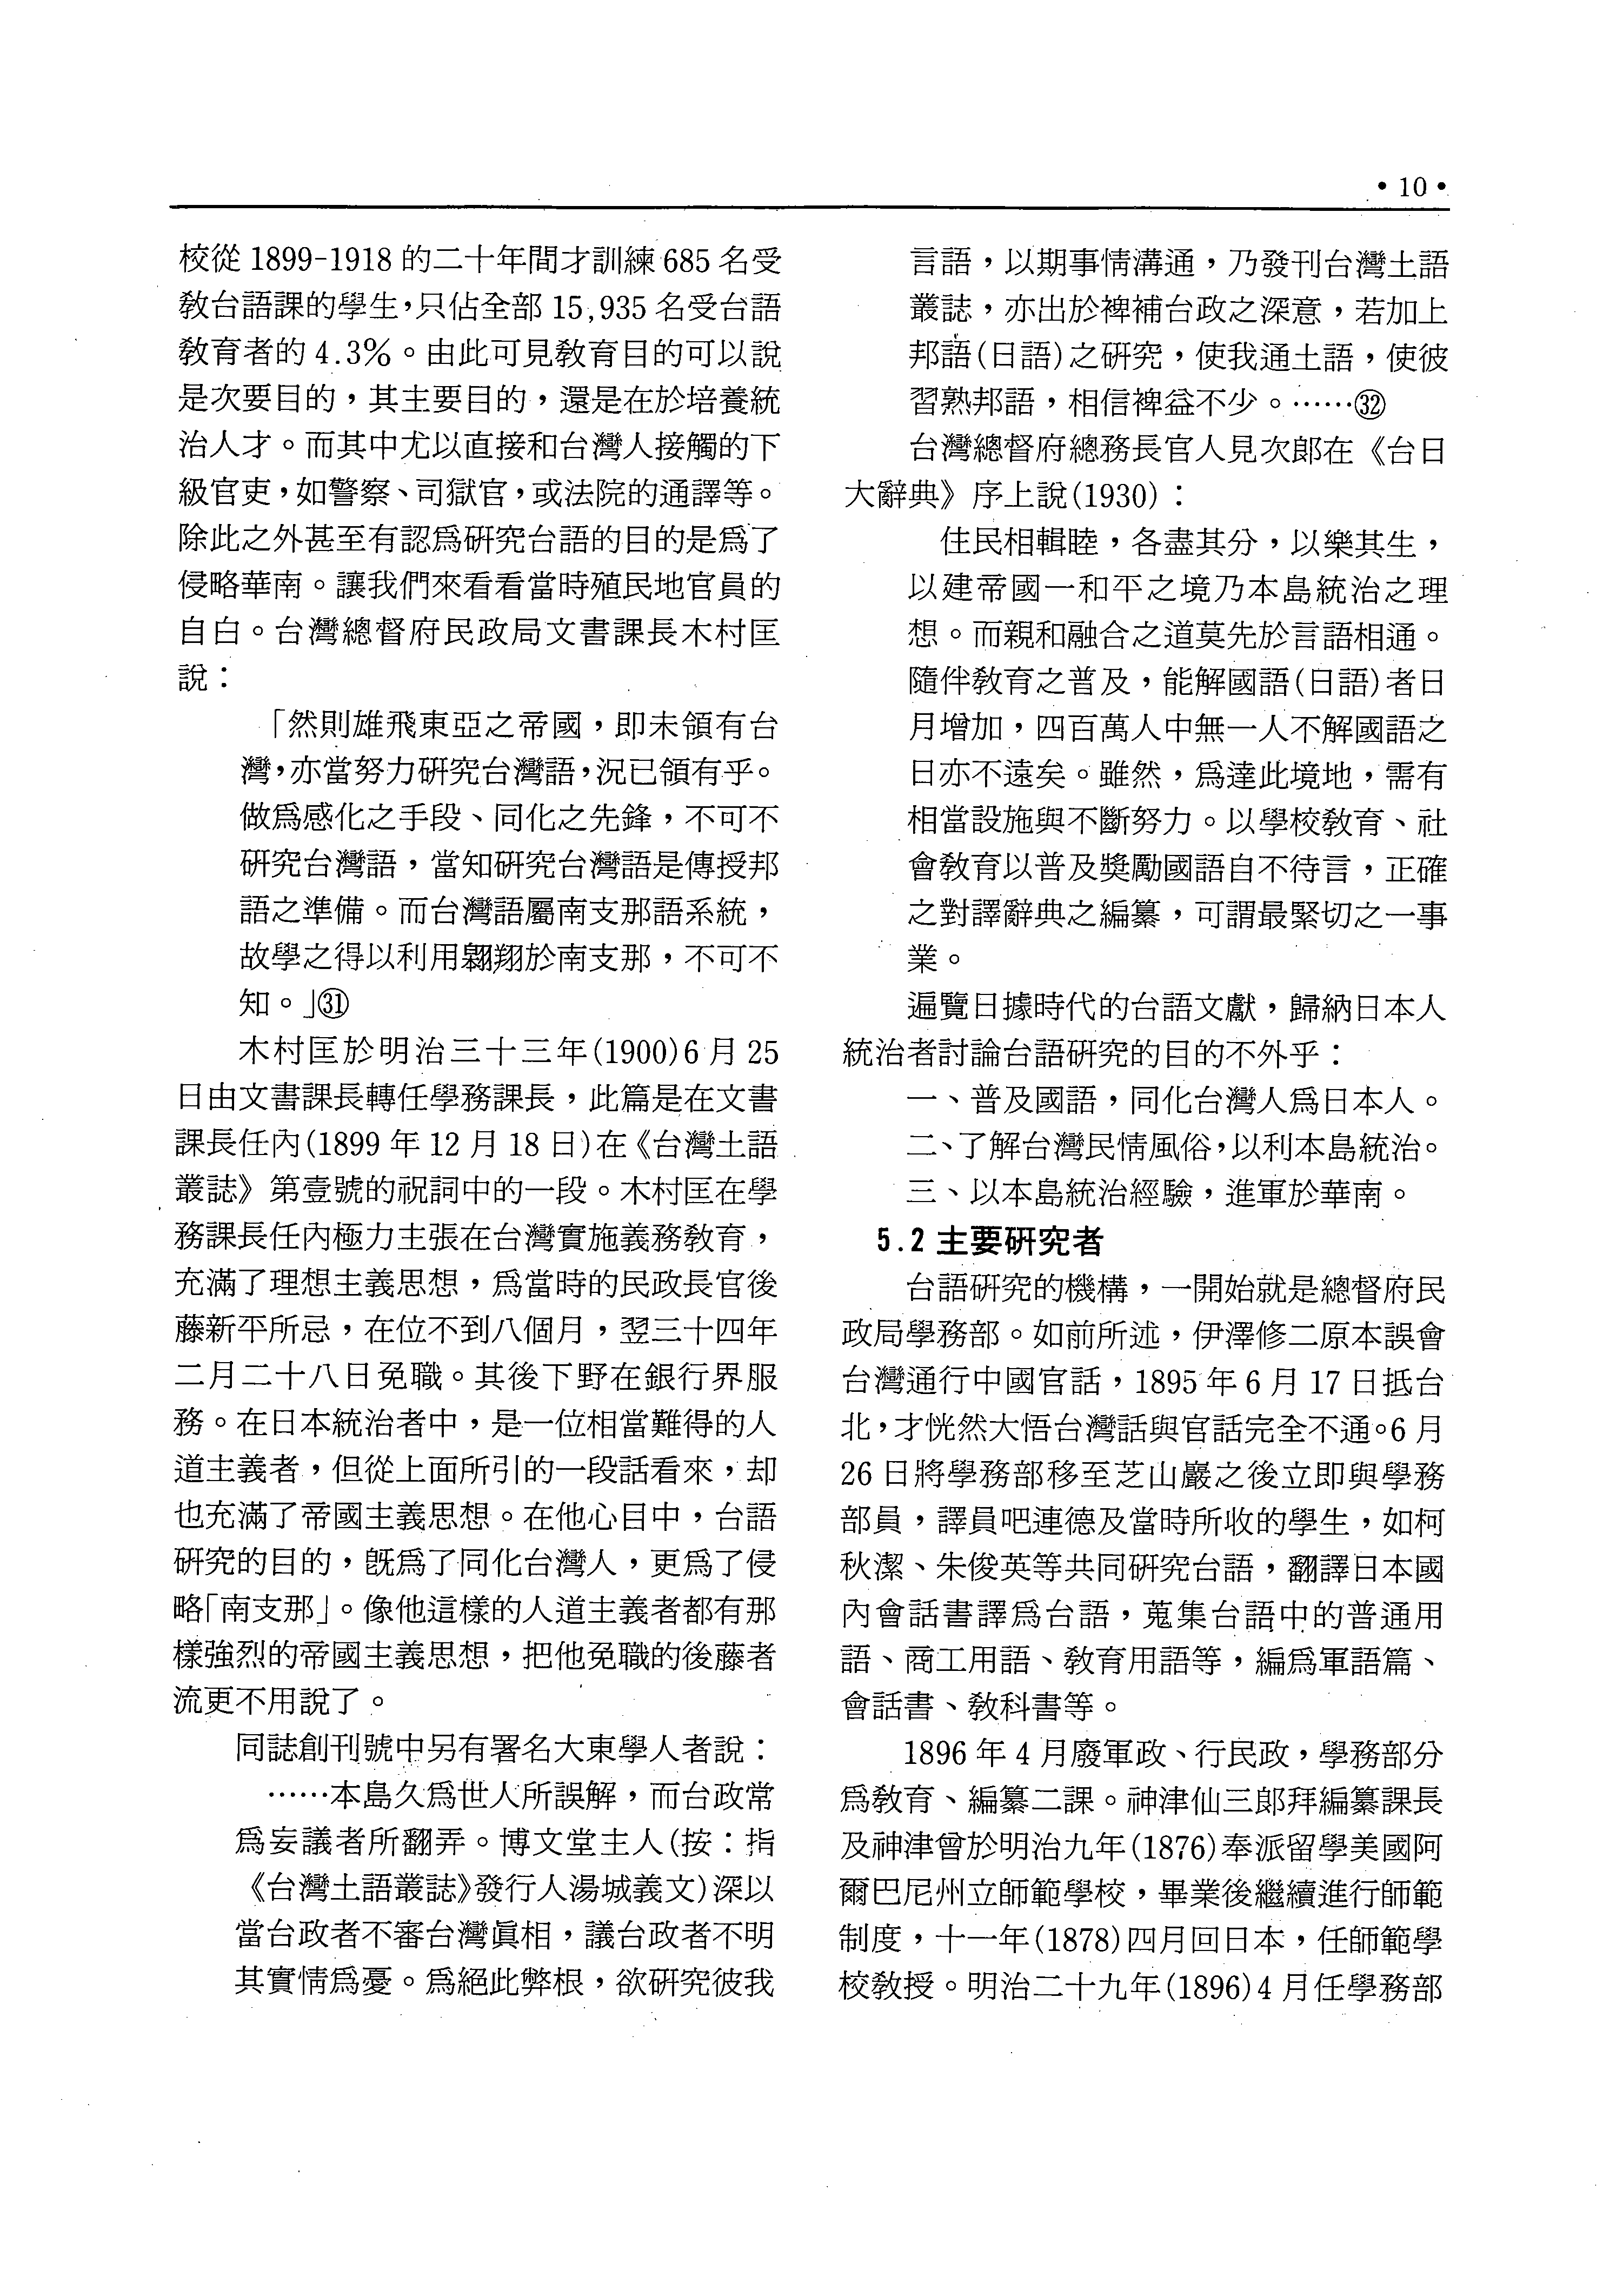 • 10 •
校從 1899-1918 的二十年間才訓練 685 名受
教台語課的學生，只佔全部 15,935 名受台語
教育者的 4.3%。由此可見教育目的可以說
是次要目的，其主要目的，還是在於培養統
治人才。而其中尤以直接和台灣人接觸的下
級官吏，如警察、司獄官，或法院的通譯等。
除此之外甚至有認爲研究台語的目的是爲了
侵略華南。讓我們來看看當時殖民地官員的
自白。台灣總督府民政局文書課長木村匡
說：
「然則雄飛東亞之帝國，即未領有台
灣，亦當努力研究台灣語，況已領有乎。
做爲感化之手段、同化之先鋒，不可不
研究台灣語，當知研究台灣語是傳授邦
語之準備。而台灣語屬南支那語系統，
故學之得以利用翱翔於南支那，不可不
知。」㉛
木村匡於明治三十三年(1900)6 月 25
日由文書課長轉任學務課長，此篇是在文書
課長任內(1899 年 12 月 18 日)在《台灣土語
叢誌》第壹號的祝詞中的一段。木村匡在學
務課長任內極力主張在台灣實施義務教育，
充滿了理想主義思想，爲當時的民政長官後
藤新平所忌，在位不到八個月，翌三十四年
二月二十八日免職。其後下野在銀行界服
務。在日本統治者中，是一位相當難得的人
道主義者，但從上面所引的一段話看來，却
也充滿了帝國主義思想。在他心目中，台語
研究的目的，旣爲了同化台灣人，更爲了侵
略「南支那」。像他這樣的人道主義者都有那
樣強烈的帝國主義思想，把他免職的後藤者
流更不用說了。
同誌創刊號中另有署名大東學人者說：
……本島久爲世人所誤解，而台政常
爲妄議者所翻弄。博文堂主人(按：指
《台灣土語叢誌》發行人湯城義文)深以
當台政者不審台灣眞相，議台政者不明
其實情爲憂。爲絕此弊根，欲研究彼我
言語，以期事情溝通，乃發刊台灣土語
叢誌，亦出於裨補台政之深意，若加上
邦語(日語)之研究，使我通土語，使彼
習熟邦語，相信裨益不少。……㉜
台灣總督府總務長官人見次郎在《台日
大辭典》序上說(1930)：
住民相輯睦，各盡其分，以樂其生，
以建帝國一和平之境乃本島統治之理
想。而親和融合之道莫先於言語相通。
隨伴教育之普及，能解國語(日語)者日
月增加，四百萬人中無一人不解國語之
日亦不遠矣。雖然，爲達此境地，需有
相當設施與不斷努力。以學校教育、社
會教育以普及獎勵國語自不待言，正確
之對譯辭典之編纂，可謂最緊切之一事
業。
遍覽日據時代的台語文獻，歸納日本人
統治者討論台語研究的目的不外乎：
一、普及國語，同化台灣人爲日本人。
二、了解台灣民情風俗，以利本島統治。
三、以本島統治經驗，進軍於華南。
5.2 主要研究者
台語研究的機構，一開始就是總督府民
政局學務部。如前所述，伊澤修二原本誤會
台灣通行中國官話，1895 年 6 月 17 日抵台
北，才恍然大悟台灣話與官話完全不通。6 月
26 日將學務部移至芝山巖之後立即與學務
部員，譯員吧連德及當時所收的學生，如柯
秋潔、朱俊英等共同研究台語，翻譯日本國
內會話書譯爲台語，蒐集台語中的普通用
語、商工用語、教育用語等，編爲軍語篇、
會話書、教科書等。
1896 年 4 月廢軍政、行民政，學務部分
爲教育、編纂二課。神津仙三郎拜編纂課長
及神津曾於明治九年(1876)奉派留學美國阿
爾巴尼州立師範學校，畢業後繼續進行師範
制度，十一年(1878)四月回日本，任師範學
校教授。明治二十九年(1896)4 月任學務部